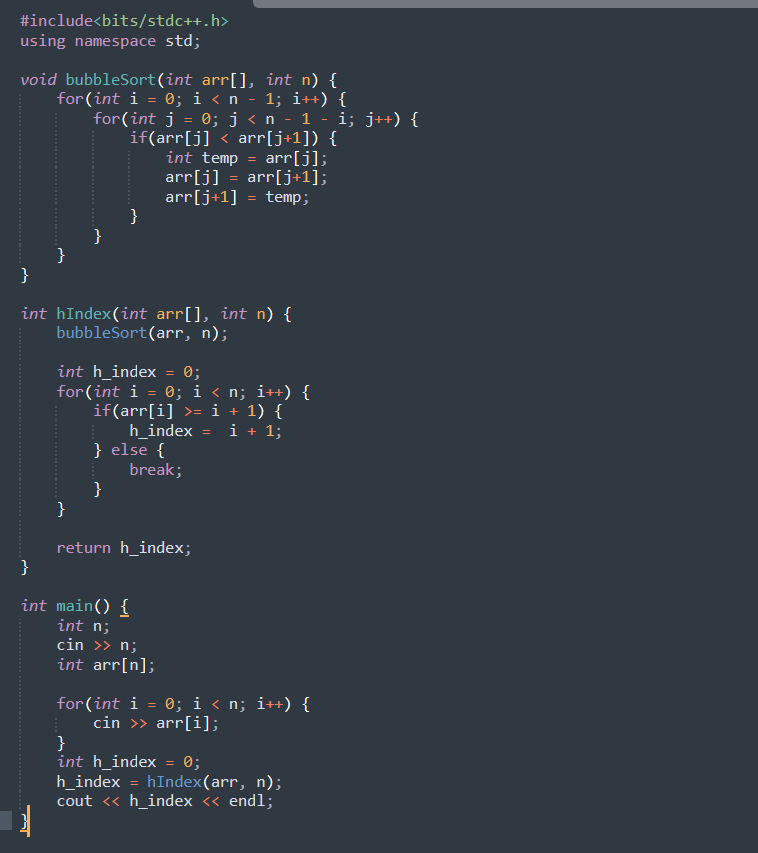 #include<bits/stdc++.h>
using namespace std;

void bubbleSort(int arr[], int n) {
    for(int i = 0; i < n - 1; i++) {
        for(int j = 0; j < n - 1 - i; j++) {
            if(arr[j] < arr[j+1]) {
                int temp = arr[j];
                arr[j] = arr[j+1];
                arr[j+1] = temp;
            }
        }
    }
}

int hIndex(int arr[], int n) {
    bubbleSort(arr, n);

    int h_index = 0;
    for(int i = 0; i < n; i++) {
        if(arr[i] >= i + 1) {
            h_index =  i + 1;
        } else {
            break;
        }
    }

    return h_index;
}

int main() {
    int n;
    cin >> n;
    int arr[n];

    for(int i = 0; i < n; i++) {
        cin >> arr[i];
    }
    int h_index = 0;
    h_index = hIndex(arr, n);
    cout << h_index << endl;
}